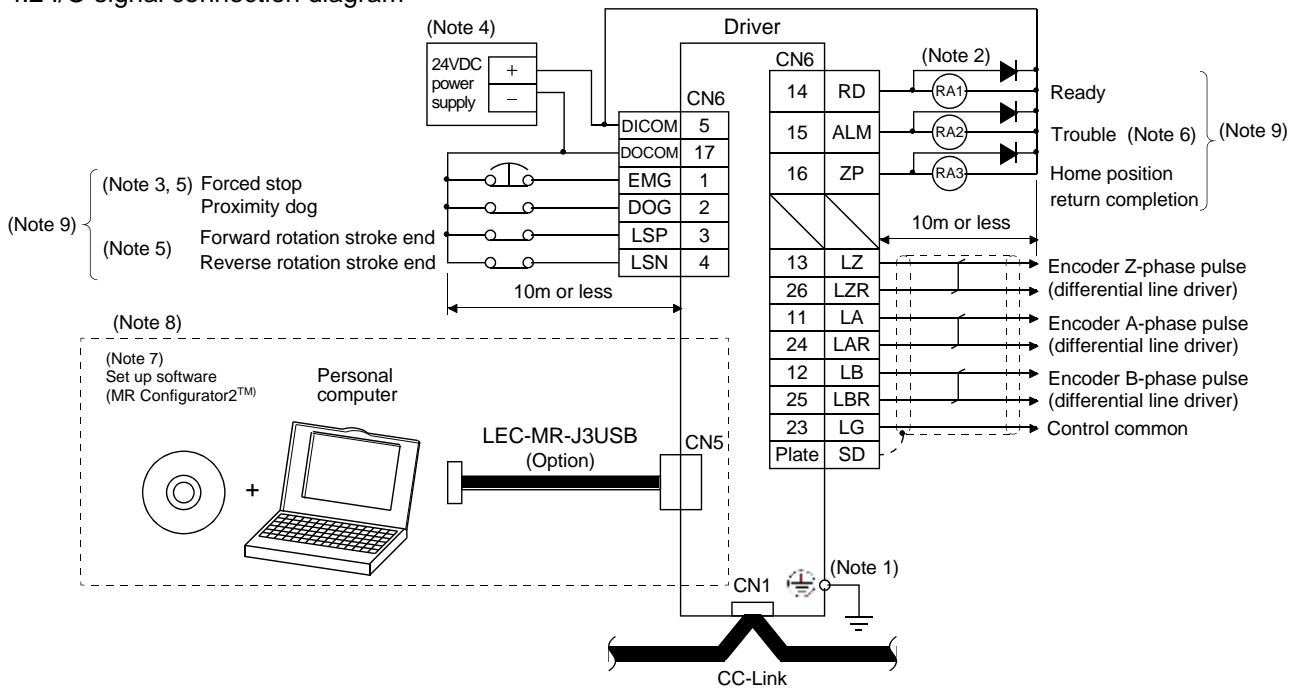 (Note 4)
24VDC
power
supply
+
−
Driver
CN6
DICOM 5
DOCOM 17
EMG 1
DOG 2
LSP 3
LSN 4
(Note 9)
(Note 3, 5) Forced stop
Proximity dog
(Note 5)
Forward rotation stroke end
Reverse rotation stroke end
10m or less
CN6
(Note 2)
14 RD RA1 Ready
15 ALM RA2 Trouble (Note 6)
16 ZP RA3 Home position
return completion
(Note 9)
10m or less
13 LZ Encoder Z-phase pulse
26 LZR (differential line driver)
11 LA Encoder A-phase pulse
24 LAR (differential line driver)
12 LB Encoder B-phase pulse
25 LBR (differential line driver)
23 LG Control common
Plate SD
(Note 8)
(Note 7)
Set up software
(MR Configurator2TM)
Personal
computer
+
LEC-MR-J3USB
(Option)
CN5
(Note 1)
CN1
CC-Link